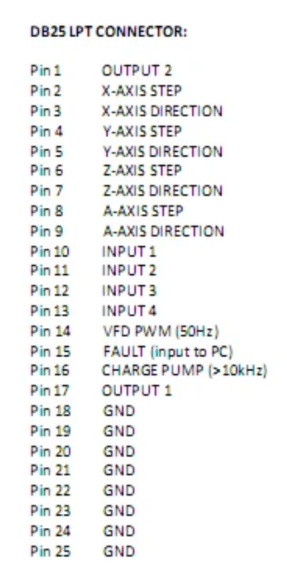 DB25 LPT CONNECTOR:
Pin 1 OUTPUT 2
Pin 2 X-AXIS STEP
Pin 3 X-AXIS DIRECTION
Pin 4 Y-AXIS STEP
Pin 5 Y-AXIS DIRECTION
Pin 6 Z-AXIS STEP
Pin 7 Z-AXIS DIRECTION
Pin 8 A-AXIS STEP
Pin 9 A-AXIS DIRECTION
Pin 10 INPUT 1
Pin 11 INPUT 2
Pin 12 INPUT 3
Pin 13 INPUT 4
Pin 14 VFD PWM (50Hz)
Pin 15 FAULT (input to PC)
Pin 16 CHARGE PUMP (>10kHz)
Pin 17 OUTPUT 1
Pin 18 GND
Pin 19 GND
Pin 20 GND
Pin 21 GND
Pin 22 GND
Pin 23 GND
Pin 24 GND
Pin 25 GND